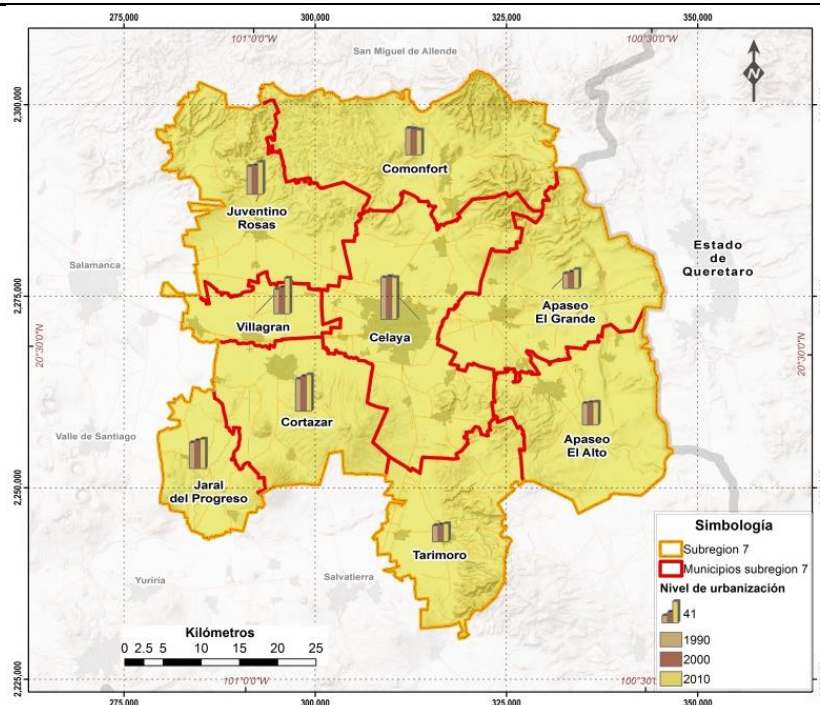 275,000
300,000
325,000
350,000
101°0'0"W
100°30'0"W
San Miguel de Allende
N
2,300,000
Comonfort
Juventino
Rosas
Estado
de
Queretaro
Salamanca
2,275,000
Apaseo
El Grande
Villagran
Celaya
20°30'0"N
20°30'0"N
Cortazar
Apaseo
El Alto
Valle de Santiago
Jaral
del Progreso
2,250,000
Tarimoro
Yuriria
Salvatierra
Simbología
Subregion 7
Municipios subregion 7
Nivel de urbanización
41
1990
2000
2010
Kilómetros
0 2.5 5 10 15 20 25
2,225,000
101°0'0"W
100°30'0"
275,000
300,000
325,000
350,000